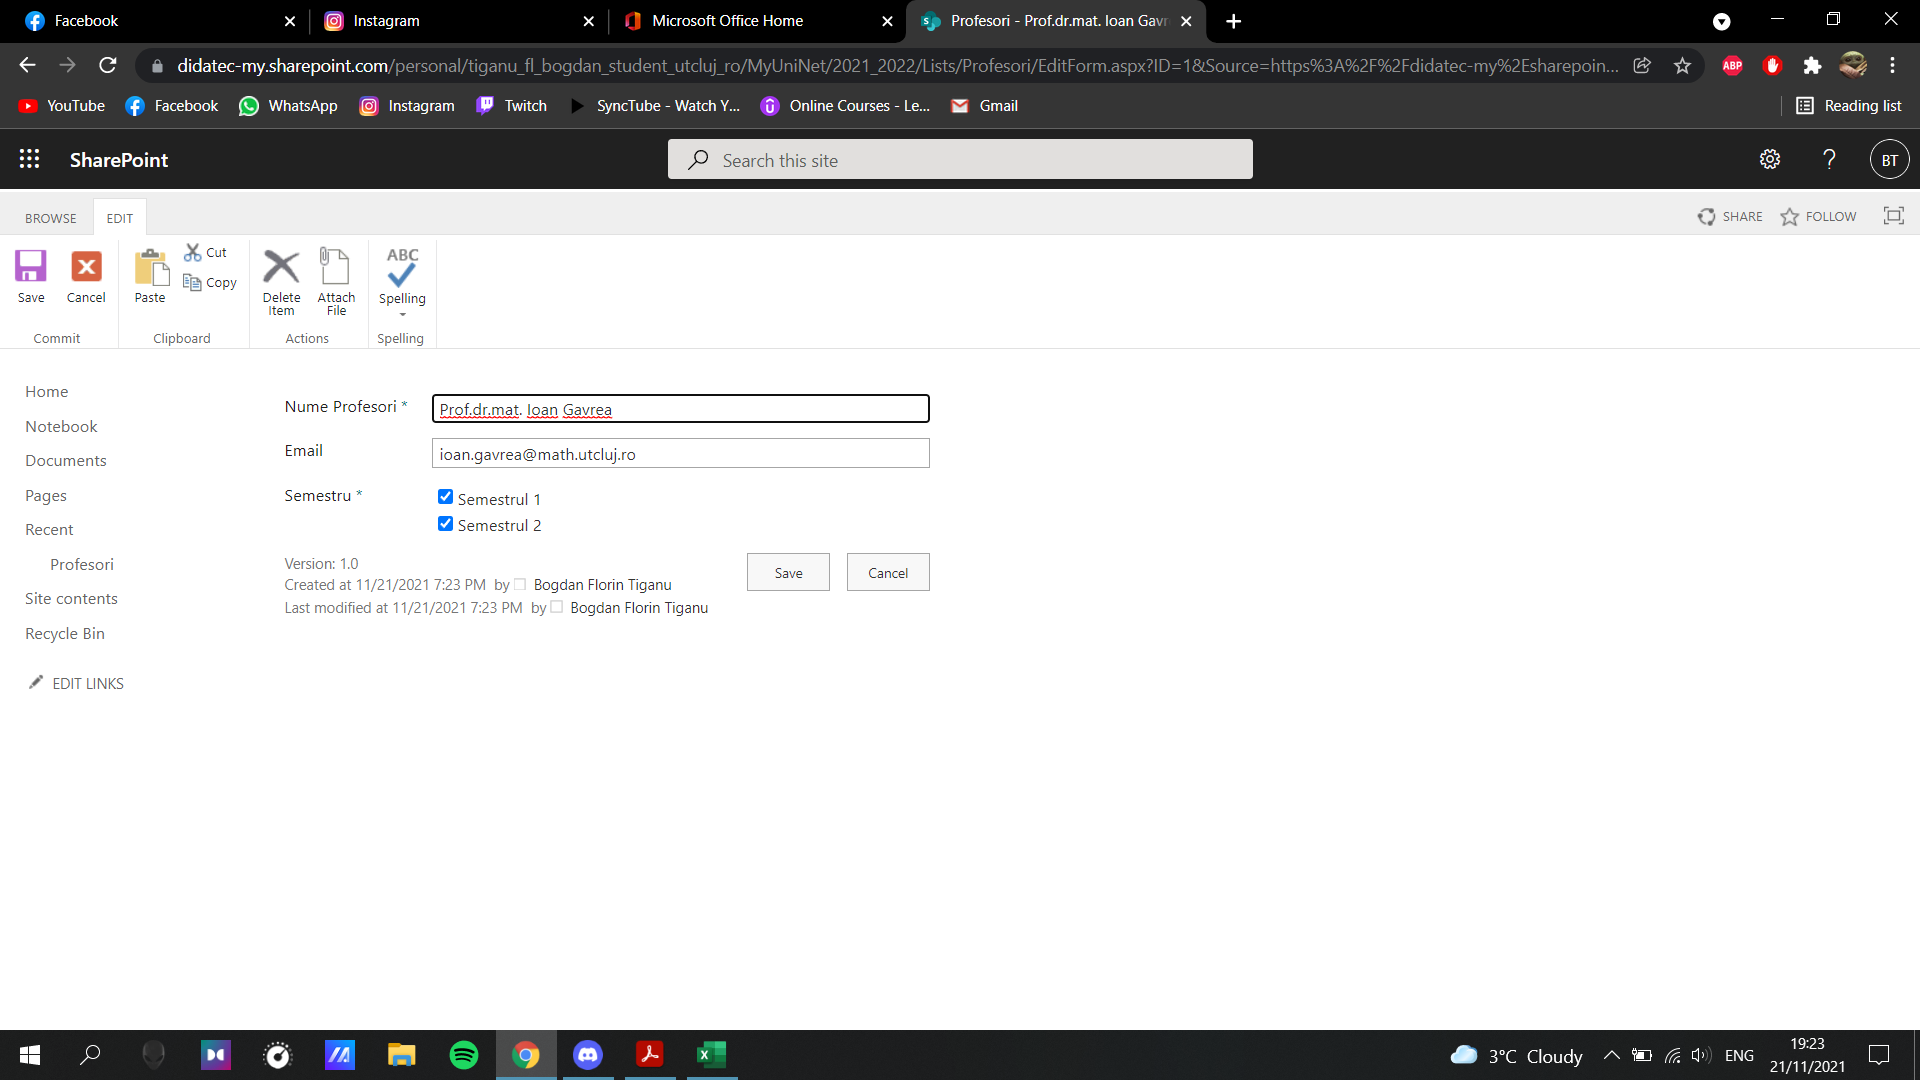 Facebook
Instagram
Microsoft Office Home
Profesori - Prof.dr.mat. Ioan Gavr
didatec-my.sharepoint.com/personal/tiganu_fl_bogdan_student_utcluj_ro/MyUniNet/2021_2022/Lists/Profesori/EditForm.aspx?ID=1&Source=https%3A%2F%2Fdidatec-my%2Esharepoin...
ABP
YouTube
Facebook
WhatsApp
Instagram
Twitch
SyncTube - Watch Y...
Online Courses - Le...
Gmail
Reading list
SharePoint
Search this site
BT
BROWSE
EDIT
SHARE
FOLLOW
Save
Cancel
Commit
Paste
Cut
Copy
Clipboard
Delete Item
Attach File
Actions
ABC
Spelling
Spelling
Home
Notebook
Documents
Pages
Recent
Profesori
Site contents
Recycle Bin
EDIT LINKS
Nume Profesori *
Prof.dr.mat. Ioan Gavrea
Email
ioan.gavrea@math.utcluj.ro
Semestru *
Semestrul 1
Semestrul 2
Version: 1.0
Created at 11/21/2021 7:23 PM by Bogdan Florin Tiganu
Last modified at 11/21/2021 7:23 PM by Bogdan Florin Tiganu
Save
Cancel
3°C Cloudy
ENG
19:23
21/11/2021